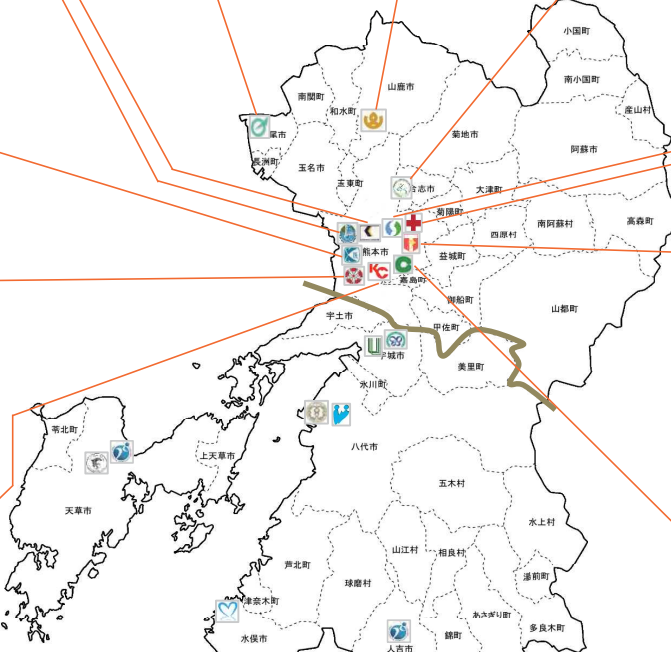 小国町
南小国町
山鹿市
南関町
和水町
産山村
菊池市
尾市
阿蘇市
長洲町
玉名市
玉東町
合志市
大津町
菊陽町
高森町
南阿蘇村
西原村
熊本市
益城町
KC
嘉島町
御船町
山都町
宇土市
甲佐町
宇城市
美里町
氷川町
苓北町
八代市
上天草市
五木村
天草市
水上村
山江村
相良村
芦北町
球磨村
湯前町
津奈木町
あさぎり町
多良木町
水俣市
錦町
人吉市